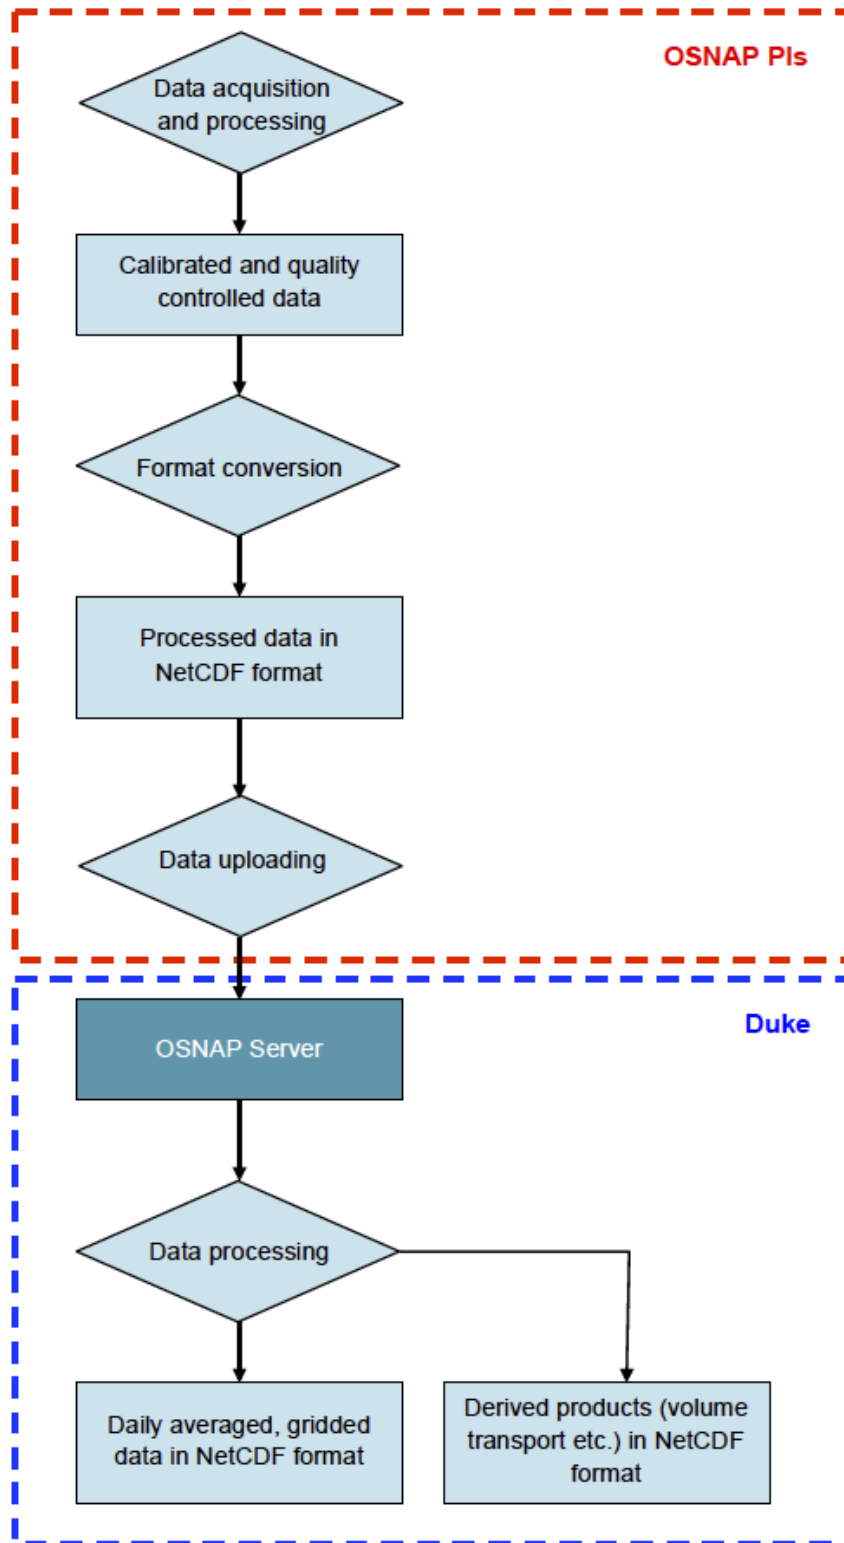 OSNAP PIs
Data acquisition
and processing
Calibrated and quality
controlled data
Format conversion
Processed data in
NetCDF format
Data uploading
Duke
OSNAP Server
Data processing
Daily averaged, gridded
data in NetCDF format
Derived products (volume
transport etc.) in NetCDF
format